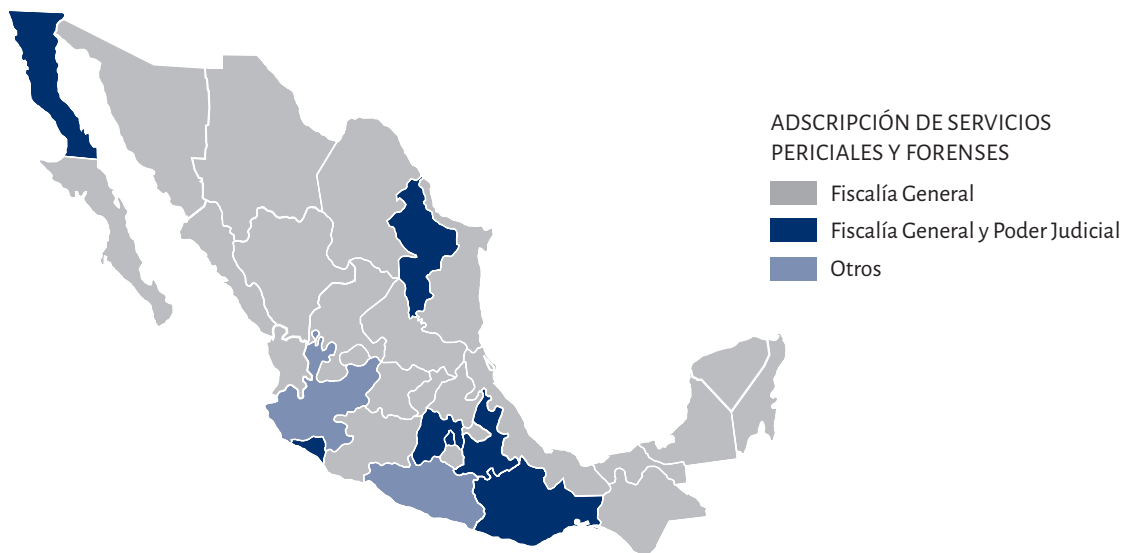 ADSCRIPCIÓN DE SERVICIOS
PERICIALES Y FORENSES
Fiscalía General
Fiscalía General y Poder Judicial
Otros